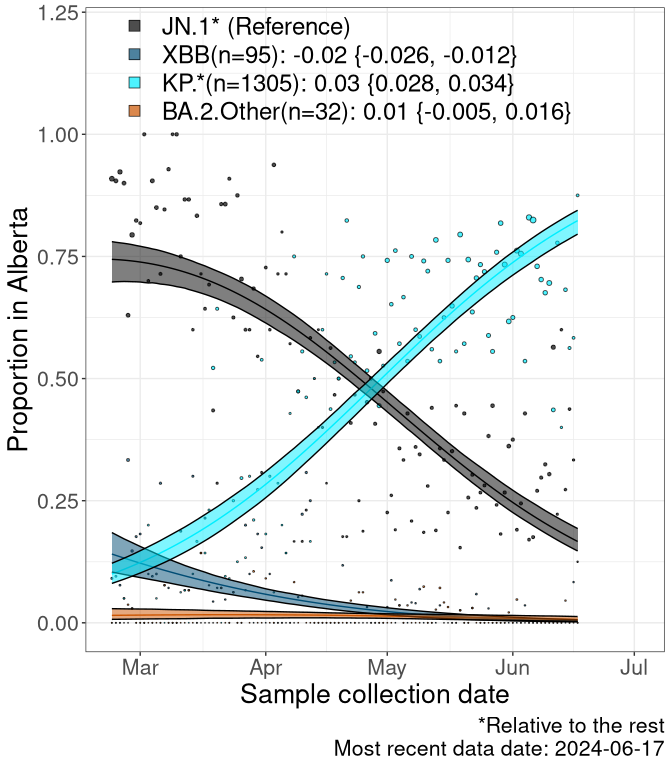 JN.1* (Reference)
XBB(n=95): -0.02 {-0.026, -0.012}
KP.*(n=1305): 0.03 {0.028, 0.034}
BA.2.Other(n=32): 0.01 {-0.005, 0.016}
1.25
1.00
0.75
0.50
0.25
0.00
Proportion in Alberta
Mar Apr May Jun Jul
Sample collection date
*Relative to the rest
Most recent data date: 2024-06-17